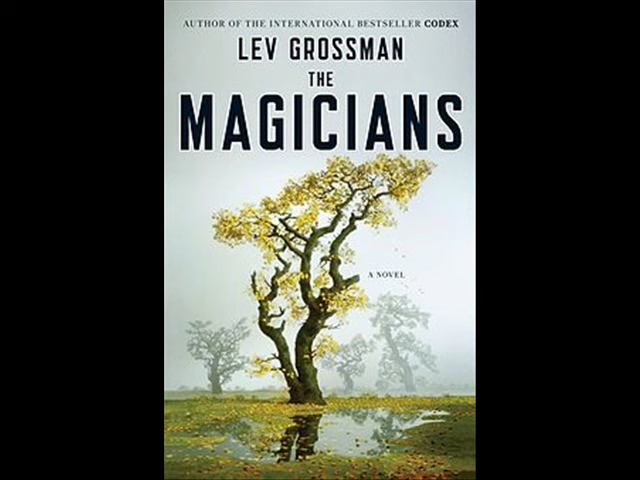 AUTHOR OF THE INTERNATIONAL BESTSELLER CODEX
LEV GROSSMAN
THE
MAGICIANS
A NOVEL